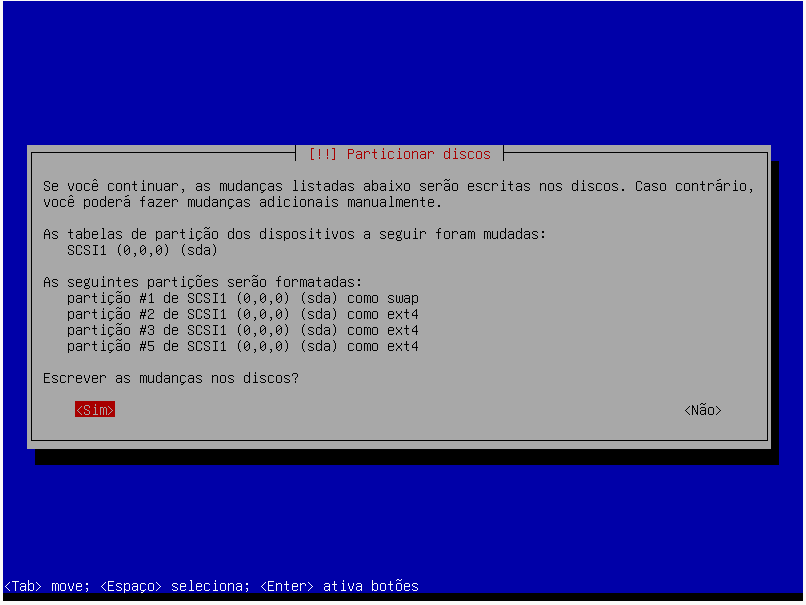 [!!] Particionar discos
Se você continuar, as mudanças listadas abaixo serão escritas nos discos. Caso contrário,
você poderá fazer mudanças adicionais manualmente.
As tabelas de partição dos dispositivos a seguir foram mudadas:
SCSI1 (0,0,0) (sda)
As seguintes partições serão formatadas:
partição #1 de SCSI1 (0,0,0) (sda) como swap
partição #2 de SCSI1 (0,0,0) (sda) como ext4
partição #3 de SCSI1 (0,0,0) (sda) como ext4
partição #5 de SCSI1 (0,0,0) (sda) como ext4
Escrever as mudanças nos discos?
<Sim> <Não>
<Tab> move; <Espaço> seleciona; <Enter> ativa botões